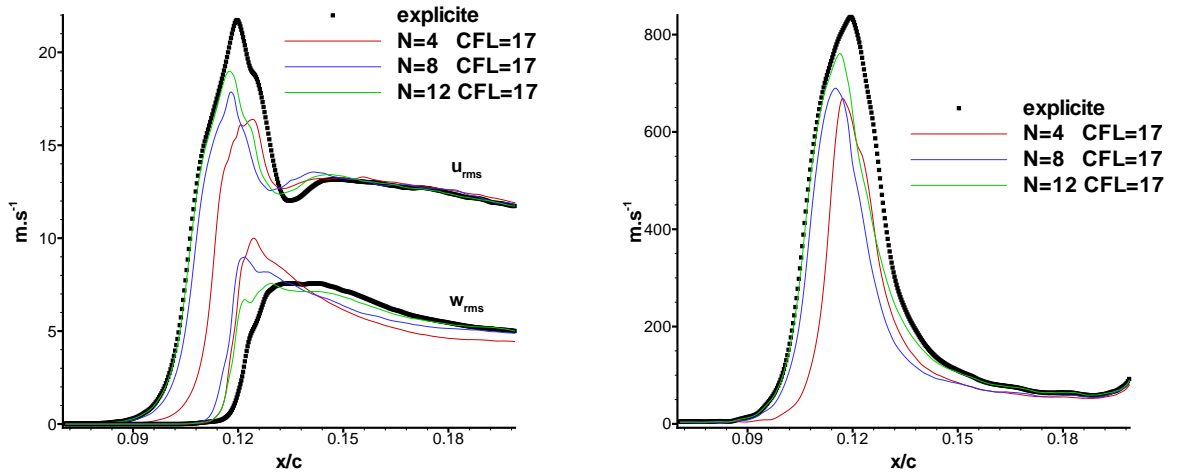 explicite
N=4 CFL=17
N=8 CFL=17
N=12 CFL=17
20
15
10
5
0
m.s⁻¹
u_rms
w_rms
0.09 0.12 0.15 0.18
x/c
explicite
N=4 CFL=17
N=8 CFL=17
N=12 CFL=17
800
600
400
200
0
m.s⁻¹
0.09 0.12 0.15 0.18
x/c